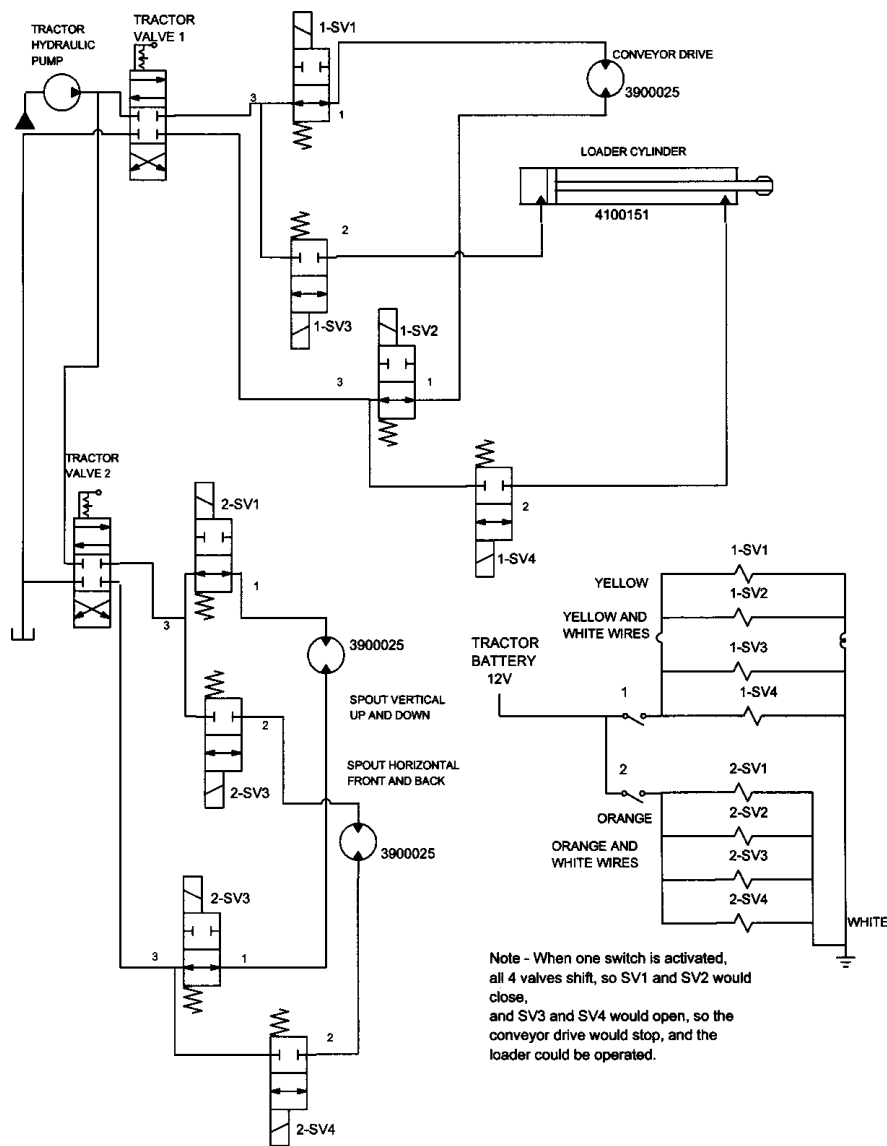 TRACTOR
HYDRAULIC
PUMP
TRACTOR
VALVE 1
1-SV1
3
1
CONVEYOR DRIVE
3900025
LOADER CYLINDER
4100151
2
1-SV3
1-SV2
3
1
2
1-SV4
TRACTOR
VALVE 2
2-SV1
1
3
3900025
SPOUT VERTICAL
UP AND DOWN
2
2-SV3
SPOUT HORIZONTAL
FRONT AND BACK
3900025
2-SV3
3
1
2
2-SV4
YELLOW
YELLOW AND
WHITE WIRES
TRACTOR
BATTERY
12V
1
2
ORANGE
ORANGE AND
WHITE WIRES
1-SV1
1-SV2
1-SV3
1-SV4
2-SV1
2-SV2
2-SV3
2-SV4
WHITE
Note - When one switch is activated,
all 4 valves shift, so SV1 and SV2 would
close,
and SV3 and SV4 would open, so the
conveyor drive would stop, and the
loader could be operated.